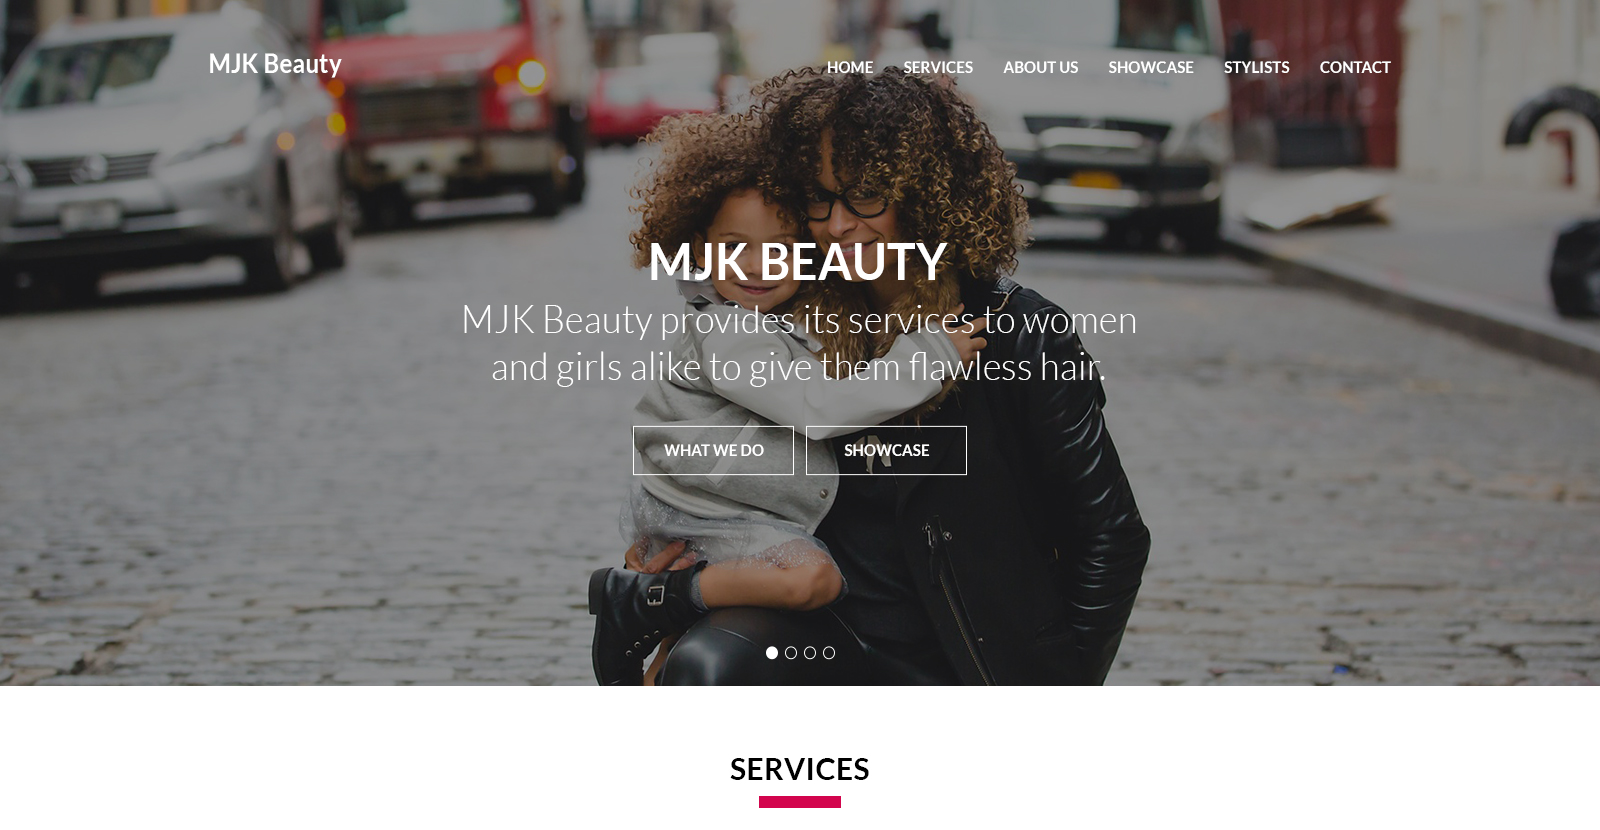 MJK Beauty
HOME SERVICES ABOUT US SHOWCASE STYLISTS CONTACT
MJK BEAUTY
MJK Beauty provides its services to women
and girls alike to give them flawless hair.
WHAT WE DO
SHOWCASE
SERVICES